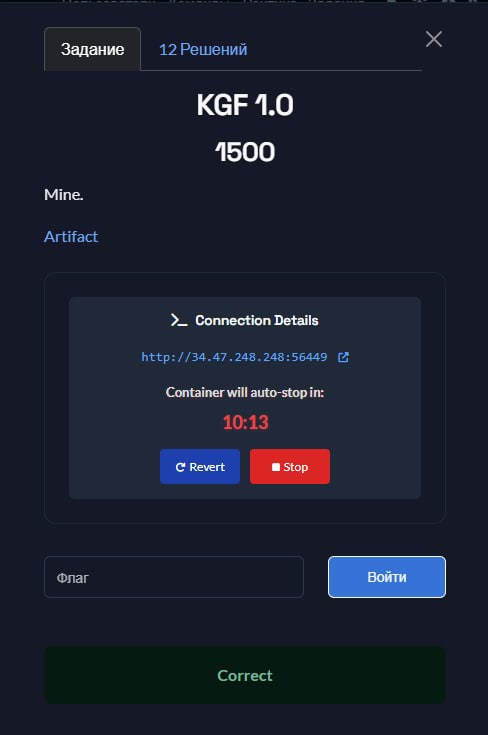 Задание
12 Решений
KGF 1.0
1500
Mine.
Artifact
Connection Details
http://34.47.248.248:56449
Container will auto-stop in:
10:13
Revert
Stop
Флаг
Войти
Correct